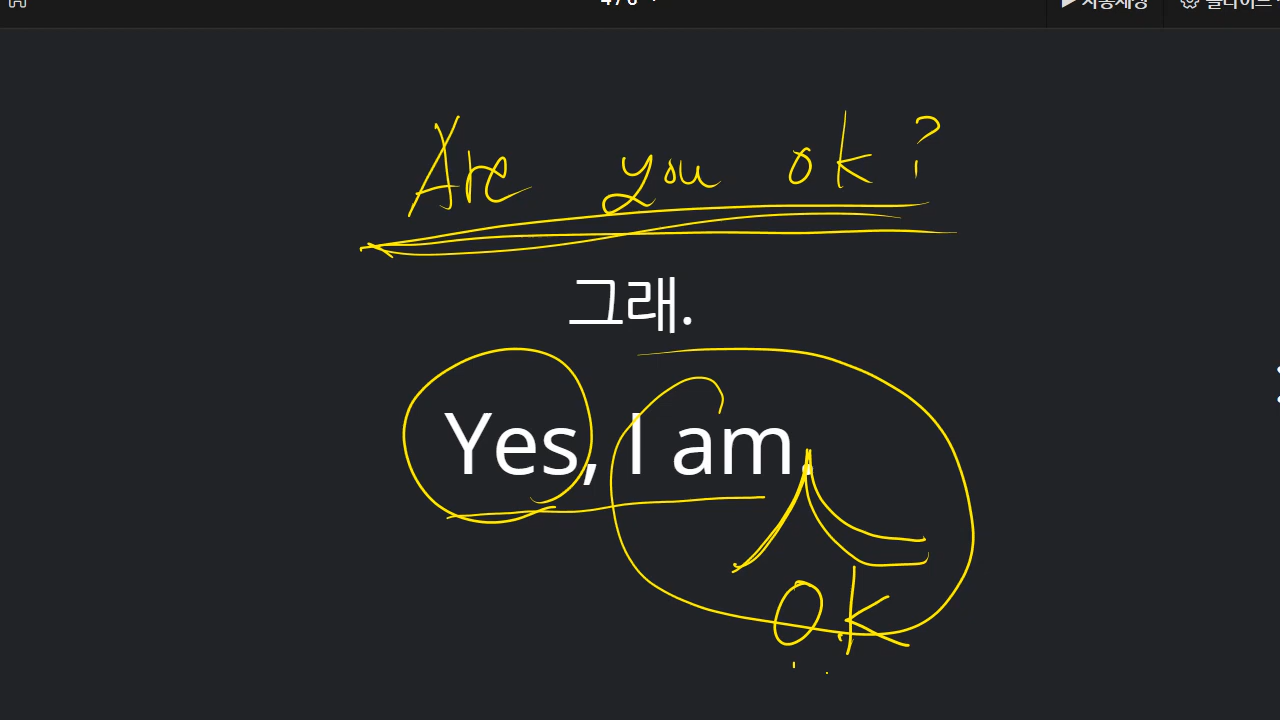 Are you ok?
그래.
Yes, I am.
ok